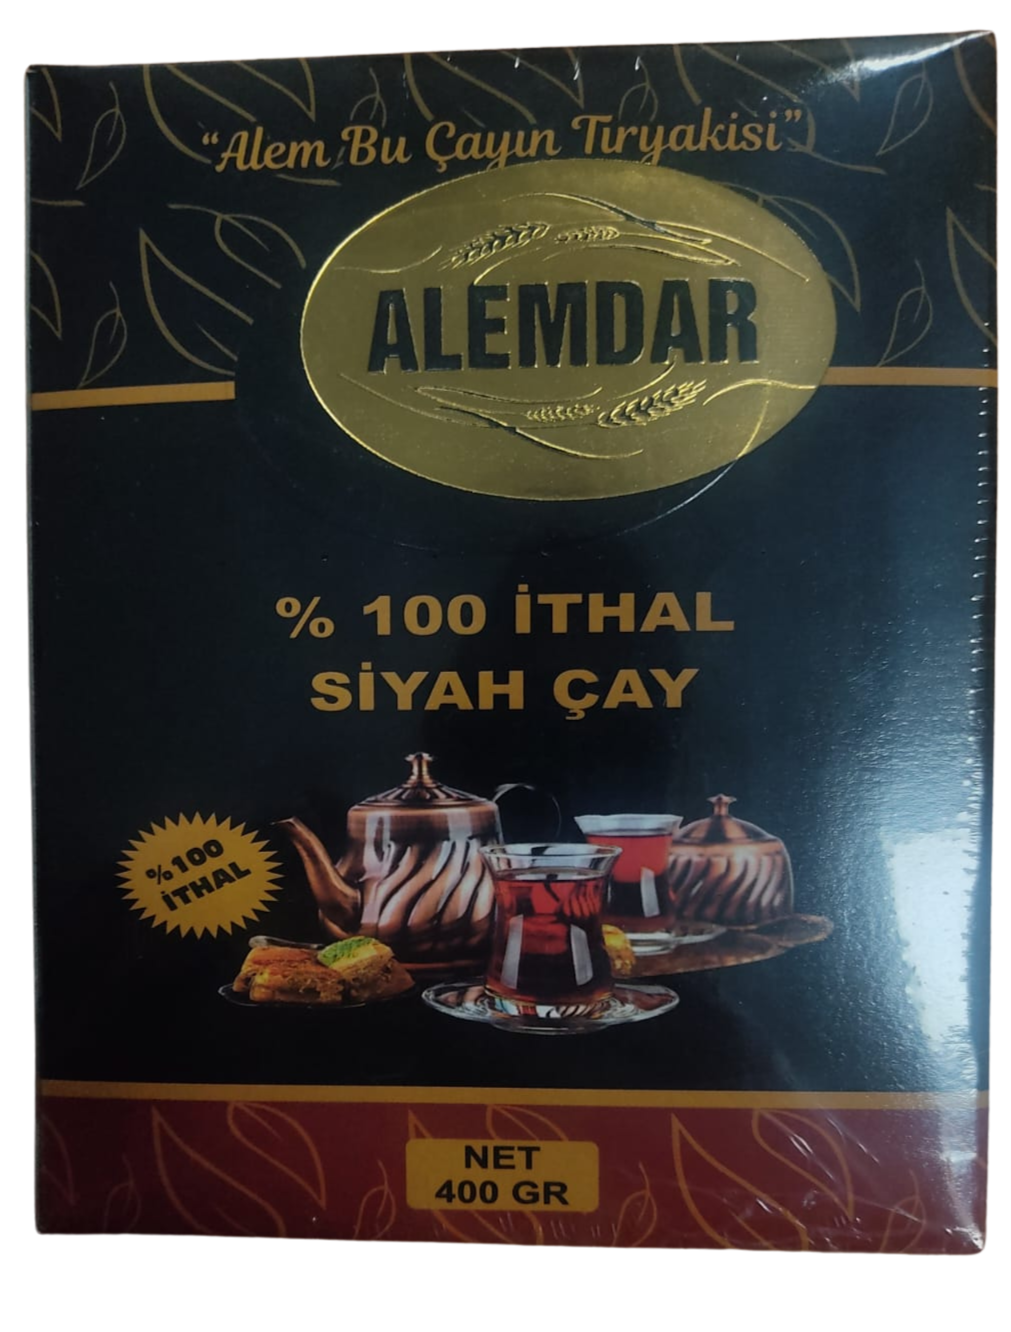 “Alem Bu Çayın Tiryakisi”
ALEMDAR
% 100 İTHAL
SİYAH ÇAY
%100
İTHAL
NET
400 GR